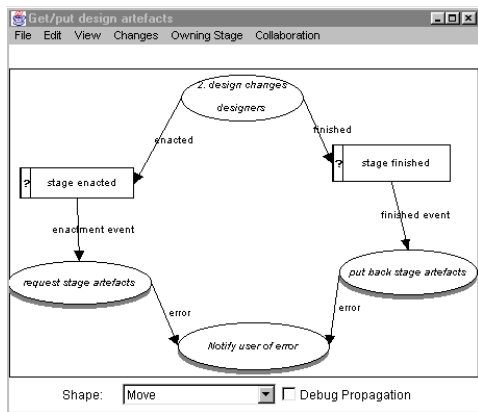 Get/put design artefacts
File Edit View Changes Owning Stage Collaboration
2. design changes
designers
enacted
finished
? stage enacted
? stage finished
enactment event
finished event
request stage artefacts
put back stage artefacts
error
error
Notify user of error
Shape: Move Debug Propagation